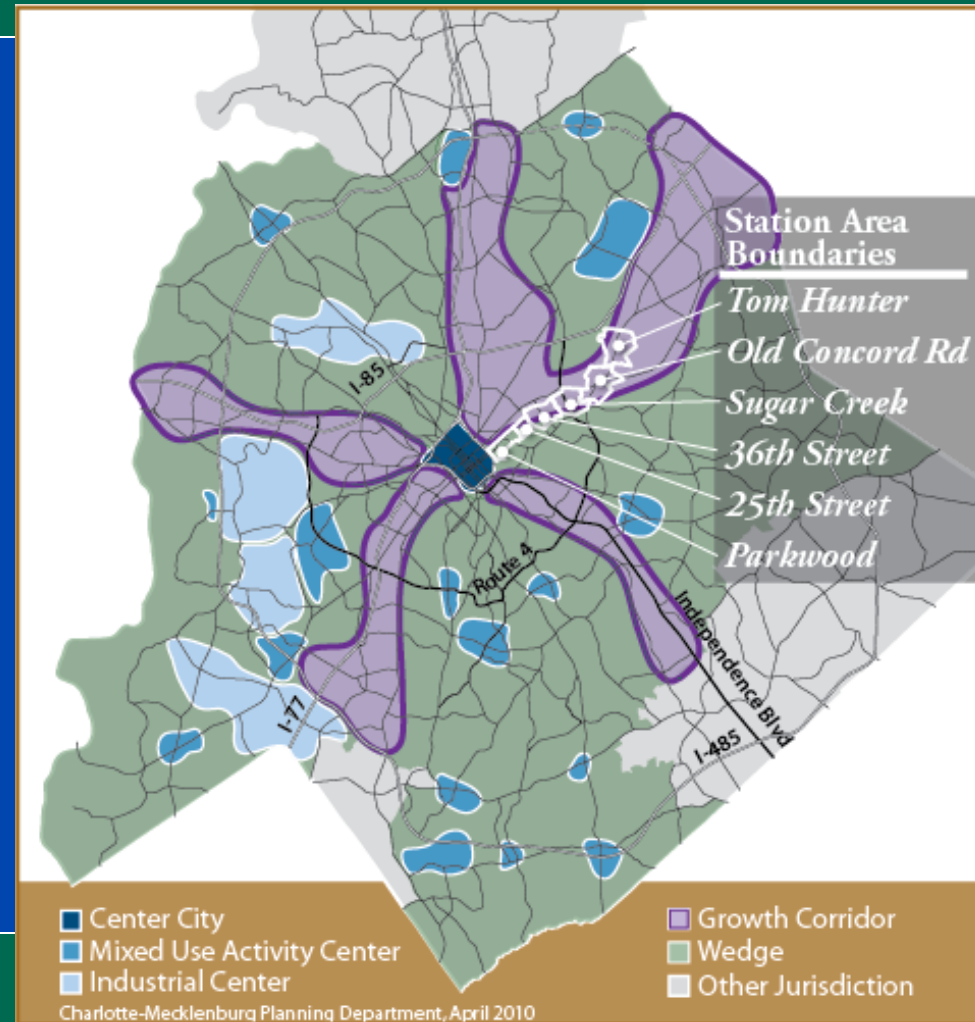 Station Area
Boundaries
Tom Hunter
Old Concord Rd
Sugar Creek
36th Street
25th Street
Parkwood
I-85
Route 4
Independence Blvd
I-77
I-485
Center City
Mixed Use Activity Center
Industrial Center
Growth Corridor
Wedge
Other Jurisdiction
Charlotte-Mecklenburg Planning Department, April 2010